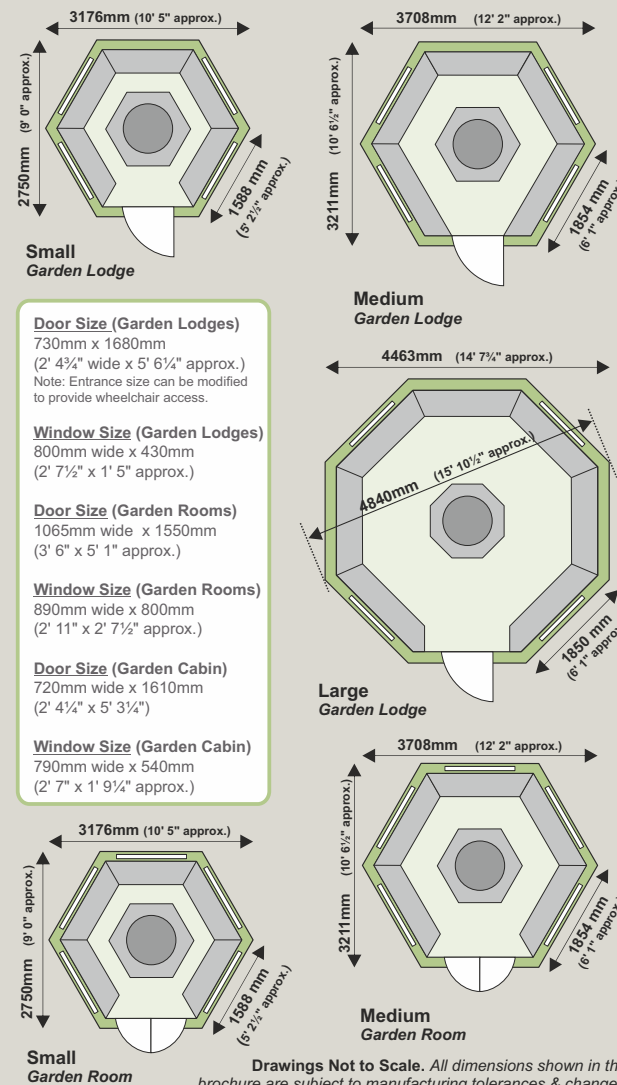 3176mm (10' 5" approx.)
2750mm (9' 0" approx.)
1588 mm
(5' 2½" approx.)
Small
Garden Lodge
3708mm (12' 2" approx.)
3211mm (10' 6½" approx.)
1854 mm
(6' 1" approx.
Medium
Garden Lodge
Door Size (Garden Lodges)
730mm x 1680mm
(2' 4¾" wide x 5' 6¼" approx.)
Note: Entrance size can be modified
to provide wheelchair access.
Window Size (Garden Lodges)
800mm wide x 430mm
(2' 7½" x 1' 5" approx.)
Door Size (Garden Rooms)
1065mm wide x 1550mm
(3' 6" x 5' 1" approx.)
Window Size (Garden Rooms)
890mm wide x 800mm
(2' 11" x 2' 7½" approx.)
Door Size (Garden Cabin)
720mm wide x 1610mm
(2' 4¼" x 5' 3¼")
Window Size (Garden Cabin)
790mm wide x 540mm
(2' 7" x 1' 9¼" approx.)
4463mm (14' 7¾" approx.)
4840mm (15' 10½" approx.)
1850 mm
(6' 1" approx
Large
Garden Lodge
3176mm (10' 5" approx.)
2750mm (9' 0" approx.)
1588 mm
(5' 2½" approx.)
Small
Garden Room
3708mm (12' 2" approx.)
3211mm (10' 6½" approx.)
1854 mm
(6' 1" approx.
Medium
Garden Room
Drawings Not to Scale. All dimensions shown in th
brochure are subject to manufacturing tolerances & change